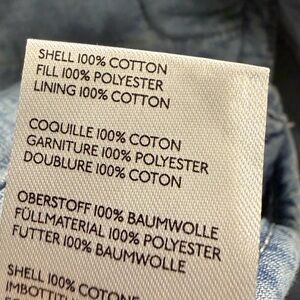 SHELL 100% COTTON
FILL 100% POLYESTER
LINING 100% COTTON
COQUILLE 100% COTON
GARNITURE 100% POLYESTER
DOUBLURE 100% COTON
OBERSTOFF 100% BAUMWOLLE
FÜLLMATERIAL 100% POLYESTER
FUTTER 100% BAUMWOLLE
SHELL 100% COTONE
IMBOTTITU